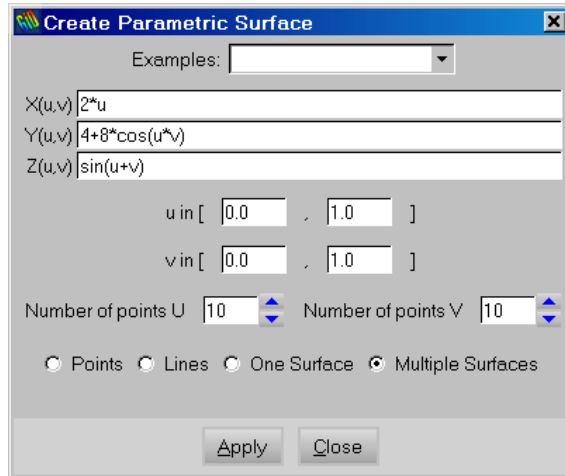 Create Parametric Surface
Examples:
X(u,v) 2*u
Y(u,v) 4+8*cos(u*v)
Z(u,v) sin(u+v)
u in [ 0.0 , 1.0 ]
v in [ 0.0 , 1.0 ]
Number of points U 10 Number of points V 10
Points Lines One Surface Multiple Surfaces
Apply Close